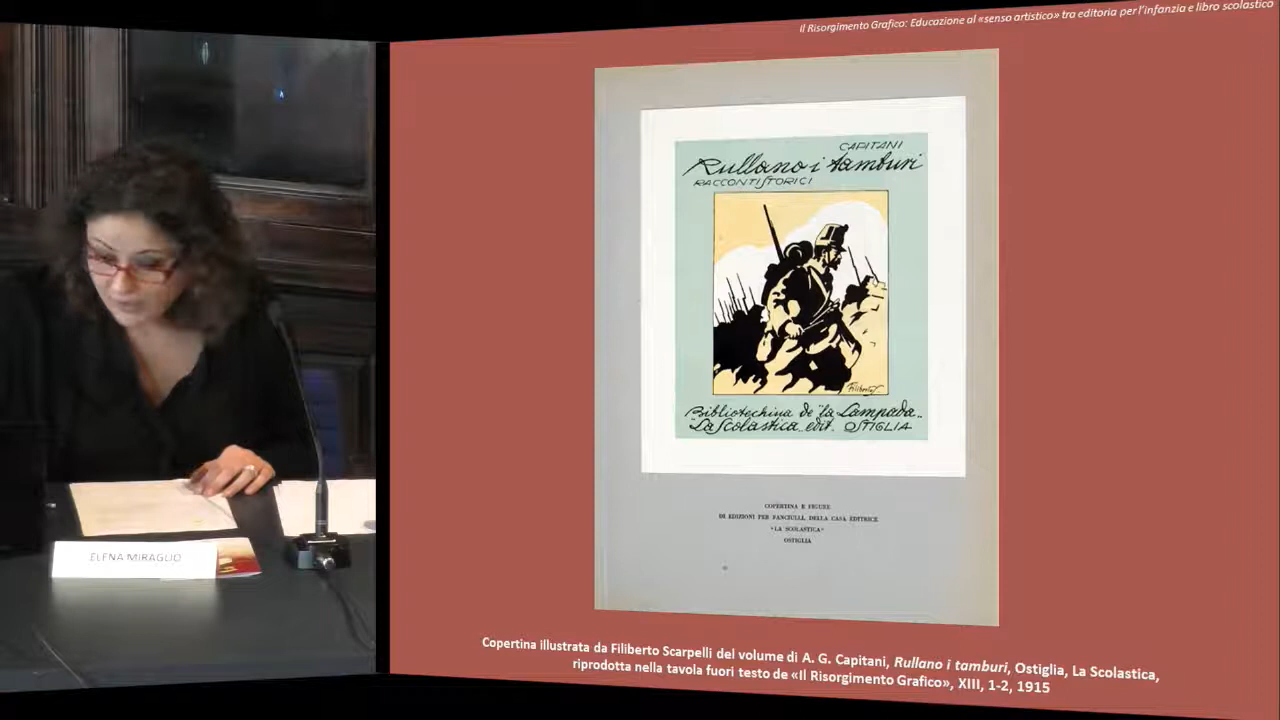 Il Risorgimento Grafico: Educazione al «senso artistico» tra editoria per l'infanzia e libro scolastico
CAPITANI
Rullano i tamburi
RACCONTI STORICI
Filiberto S.
Bibliotechina de "la Lampada"
"La Scolastica" edit. OSTIGLIA
COPERTINA E FIGURE
DI EDIZIONI PER FANCIULLI, DELLA CASA EDITRICE
"LA SCOLASTICA"
OSTIGLIA
ELENA MIRAGLIO
Copertina illustrata da Filiberto Scarpelli del volume di A. G. Capitani, Rullano i tamburi, Ostiglia, La Scolastica,
riprodotta nella tavola fuori testo de «Il Risorgimento Grafico», XIII, 1-2, 1915